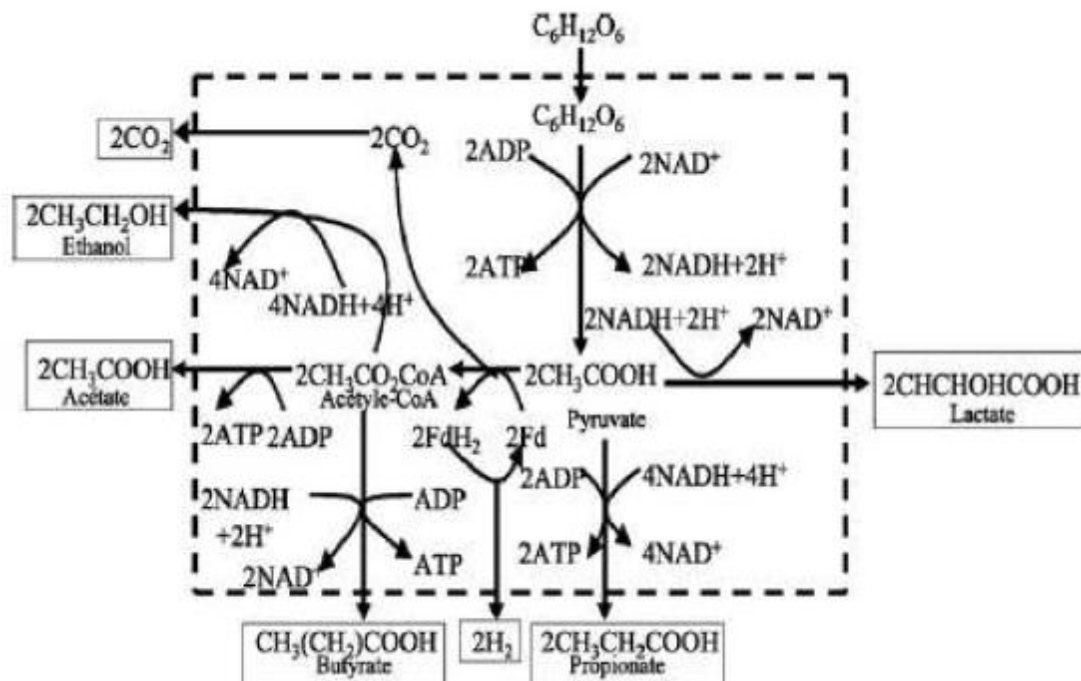 C₆H₁₂O₆
C₆H₁₂O₆
2CO₂
2CO₂
2ADP
2NAD⁺
2CH₃CH₂OH
Ethanol
2ATP
2NADH+2H⁺
4NAD⁺
4NADH+4H⁺
2NADH+2H⁺
2NAD⁺
2CH₃COOH
Acetate
2CH₃CO₂CoA
Acetyle-CoA
2CH₃COOH
Pyruvate
2CHCHOHCOOH
Lactate
2ATP
2ADP
2FdH₂
2Fd
2ADP
4NADH+4H⁺
2NADH
+2H⁺
ADP
2NAD⁺
ATP
2ATP
4NAD⁺
CH₃(CH₂)COOH
Butyrate
2H₂
2CH₃CH₂COOH
Propionate